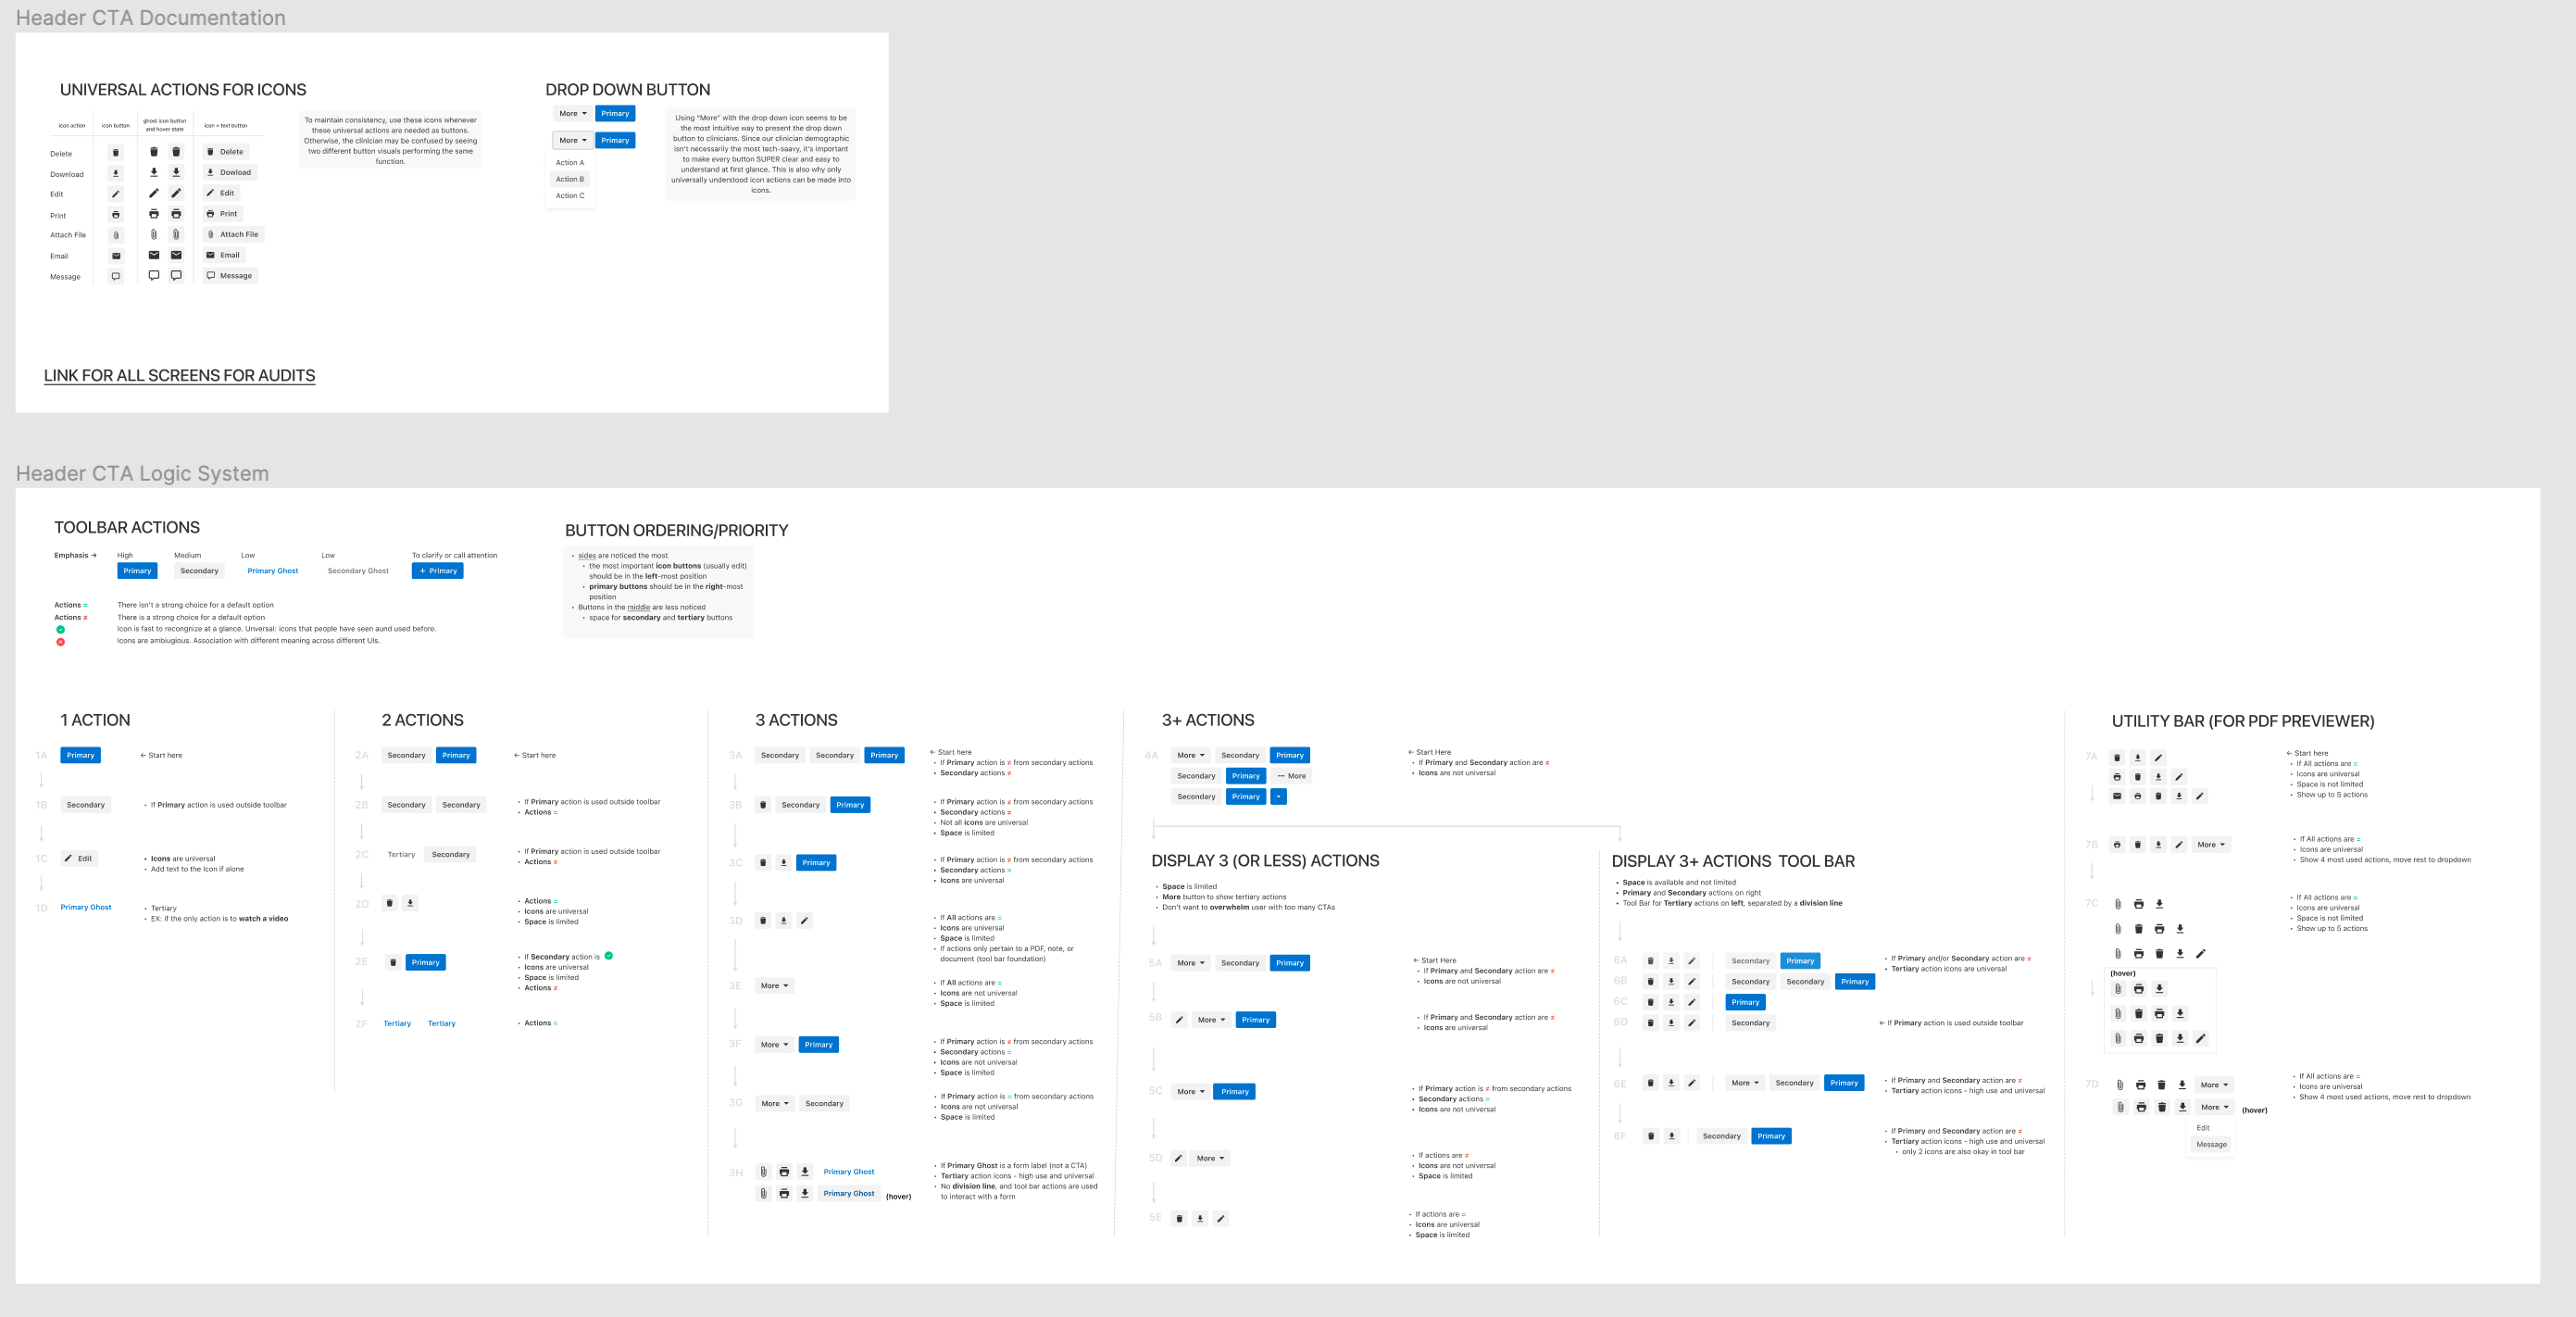 Header CTA Documentation
UNIVERSAL ACTIONS FOR ICONS
icon action
icon button
ghost icon button
and hover state
icon + text button
Delete
Delete
Download
Dowload
Edit
Edit
Print
Print
Attach File
Attach File
Email
Email
Message
Message
To maintain consistency, use these icons whenever
these universal actions are needed as buttons.
Otherwise, the clinician may be confused by seeing
two different button visuals performing the same
function.
DROP DOWN BUTTON
More Primary
More Primary
Action A
Action B
Action C
Using "More" with the drop down icon seems to be
the most intuitive way to present the drop down
button to clinicians. Since our clinician demographic
isn't necessarily the most tech-saavy, it's important
to make every button SUPER clear and easy to
understand at first glance. This is also why only
universally understood icon actions can be made into
icons.
LINK FOR ALL SCREENS FOR AUDITS
Header CTA Logic System
TOOLBAR ACTIONS
Emphasis → High Medium Low Low To clarify or call attention
Primary Secondary Primary Ghost Secondary Ghost + Primary
Actions = There isn't a strong choice for a default option
Actions ≠ There is a strong choice for a default option
Icon is fast to recongnize at a glance. Unversal: icons that people have seen aund used before.
Icons are ambiugious. Association with different meaning across different UIs.
BUTTON ORDERING/PRIORITY
• sides are noticed the most
• the most important icon buttons (usually edit)
should be in the left-most position
• primary buttons should be in the right-most
position
• Buttons in the middle are less noticed
• space for secondary and tertiary buttons
1 ACTION
1A Primary ← Start here
1B Secondary • If Primary action is used outside toolbar
1C Edit • Icons are universal
• Add text to the Icon if alone
1D Primary Ghost • Tertiary
• EX: if the only action is to watch a video
2 ACTIONS
2A Secondary Primary ← Start here
2B Secondary Secondary • If Primary action is used outside toolbar
• Actions =
2C Tertiary Secondary • If Primary action is used outside toolbar
• Actions ≠
2D • Actions =
• Icons are universal
• Space is limited
2E Primary • if Secondary action is
• Icons are universal
• Space is limited
• Actions ≠
2F Tertiary Tertiary • Actions =
3 ACTIONS
3A Secondary Secondary Primary ← Start here
• If Primary action is ≠ from secondary actions
• Secondary actions ≠
3B Secondary Primary • If Primary action is ≠ from secondary actions
• Secondary actions ≠
• Not all icons are universal
• Space is limited
3C Primary • If Primary action is ≠ from secondary actions
• Secondary actions =
• Icons are universal
3D • If All actions are =
• Icons are universal
• Space is limited
• If actions only pertain to a PDF, note, or
document (tool bar foundation)
3E More • If All actions are =
• Icons are not universal
• Space is limited
3F More Primary • If Primary action is ≠ from secondary actions
• Secondary actions =
• Icons are not universal
• Space is limited
3G More Secondary • If Primary action is = from secondary actions
• Icons are not universal
• Space is limited
3H Primary Ghost • If Primary Ghost is a form label (not a CTA)
• Tertiary action icons - high use and universal
• No division line, and tool bar actions are used
to interact with a form
Primary Ghost (hover)
3+ ACTIONS
4A More Secondary Primary ← Start Here
• If Primary and Secondary action are ≠
• Icons are not universal
Secondary Primary ··· More
Secondary Primary
DISPLAY 3 (OR LESS) ACTIONS
• Space is limited
• More button to show tertiary actions
• Don't want to overwhelm user with too many CTAs
5A More Secondary Primary ← Start Here
• If Primary and Secondary action are ≠
• Icons are not universal
5B More Primary • If Primary and Secondary action are ≠
• Icons are universal
5C More Primary • If Primary action is ≠ from secondary actions
• Secondary actions =
• Icons are not universal
5D More • If actions are ≠
• Icons are not universal
• Space is limited
5E • If actions are =
• Icons are universal
• Space is limited
DISPLAY 3+ ACTIONS TOOL BAR
• Space is available and not limited
• Primary and Secondary actions on right
• Tool Bar for Tertiary actions on left, separated by a division line
6A Secondary Primary • If Primary and/or Secondary action are ≠
• Tertiary action icons are universal
6B Secondary Secondary Primary
6C Primary
6D Secondary ← If Primary action is used outside toolbar
6E More Secondary Primary • If Primary and Secondary action are ≠
• Tertiary action icons - high use and universal
6F Secondary Primary • If Primary and Secondary action are ≠
• Tertiary action icons - high use and universal
• only 2 icons are also okay in tool bar
UTILITY BAR (FOR PDF PREVIEWER)
7A ← Start here
• If All actions are =
• Icons are universal
• Space is not limited
• Show up to 5 actions
7B More • If All actions are =
• Icons are universal
• Show 4 most used actions, move rest to dropdown
7C • If All actions are =
• Icons are universal
• Space is not limited
• Show up to 5 actions
(hover)
7D More • If All actions are =
• Icons are universal
• Show 4 most used actions, move rest to dropdown
More (hover)
Edit
Message